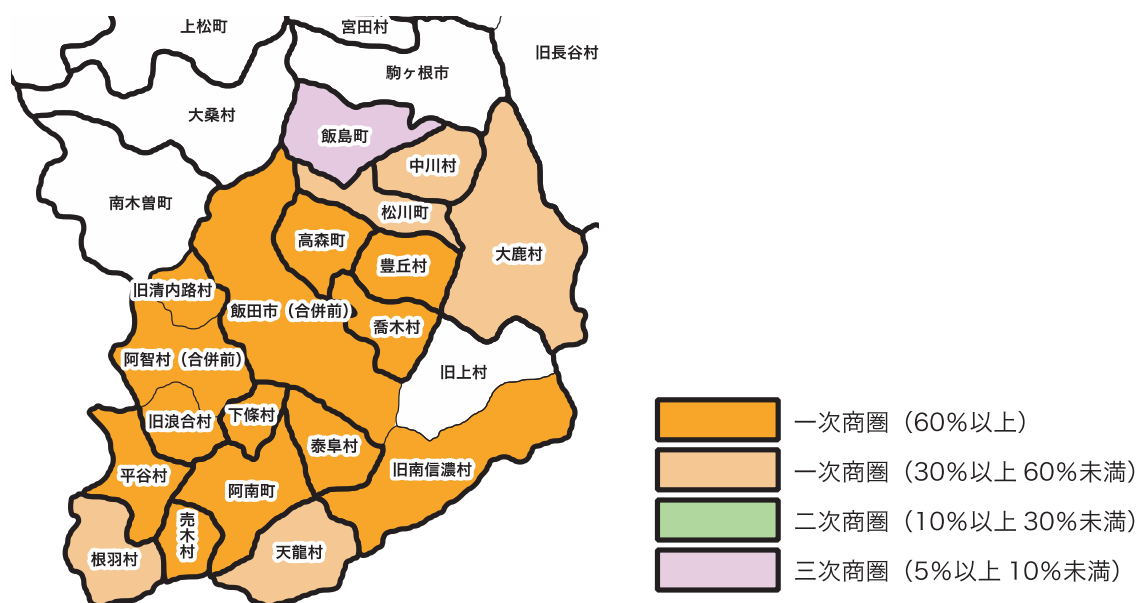 上松町
宮田村
旧長谷村
駒ヶ根市
大桑村
飯島町
中川村
南木曽町
松川町
高森町
大鹿村
豊丘村
旧清内路村
飯田市（合併前）
喬木村
阿智村（合併前）
旧上村
旧浪合村
下條村
泰阜村
旧南信濃村
平谷村
阿南町
売木村
天龍村
根羽村
一次商圏（60%以上）
一次商圏（30%以上 60%未満）
二次商圏（10%以上 30%未満）
三次商圏（5%以上 10%未満）